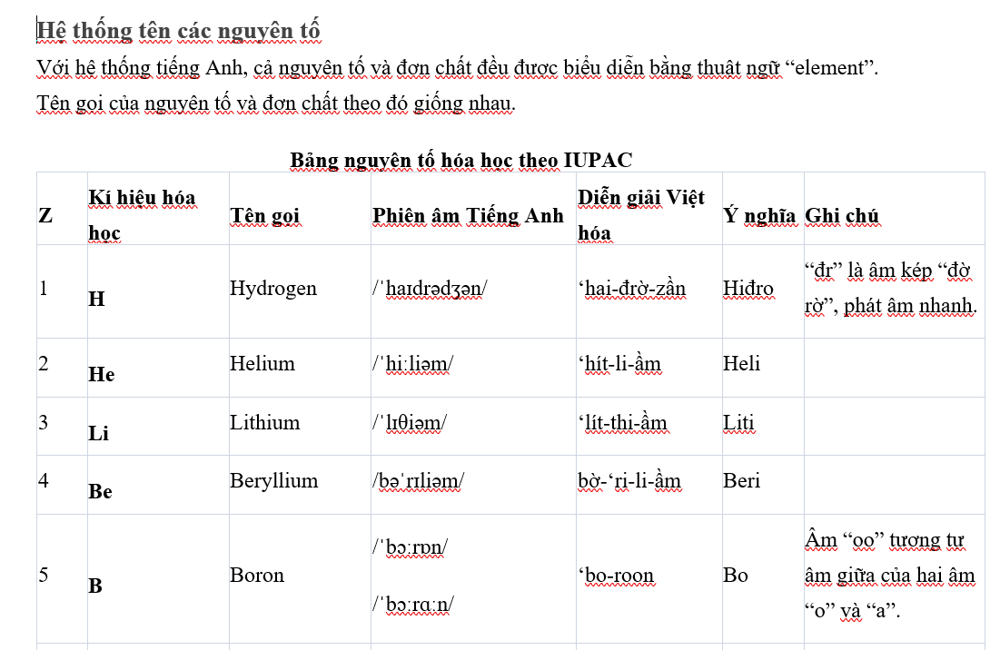 Hệ thống tên các nguyên tố
Với hệ thống tiếng Anh, cả nguyên tố và đơn chất đều được biểu diễn bằng thuật ngữ “element”.
Tên gọi của nguyên tố và đơn chất theo đó giống nhau.
Bảng nguyên tố hóa học theo IUPAC
Z Kí hiệu hóa học Tên gọi Phiên âm Tiếng Anh Diễn giải Việt hóa Ý nghĩa Ghi chú
1 H Hydrogen /ˈhaɪdrədʒən/ ‘hai-đrờ-zần Hiđro “đr” là âm kép “đờ rờ”, phát âm nhanh.
2 He Helium /ˈhiːliəm/ ‘hít-li-ầm Heli
3 Li Lithium /ˈlɪθiəm/ ‘lít-thi-ầm Liti
4 Be Beryllium /bəˈrɪliəm/ bờ-‘ri-li-ầm Beri
5 B Boron /ˈbɔːrɒn/ /ˈbɔːrɑːn/ ‘bo-roon Bo Âm “oo” tương tự âm giữa của hai âm “o” và “a”.